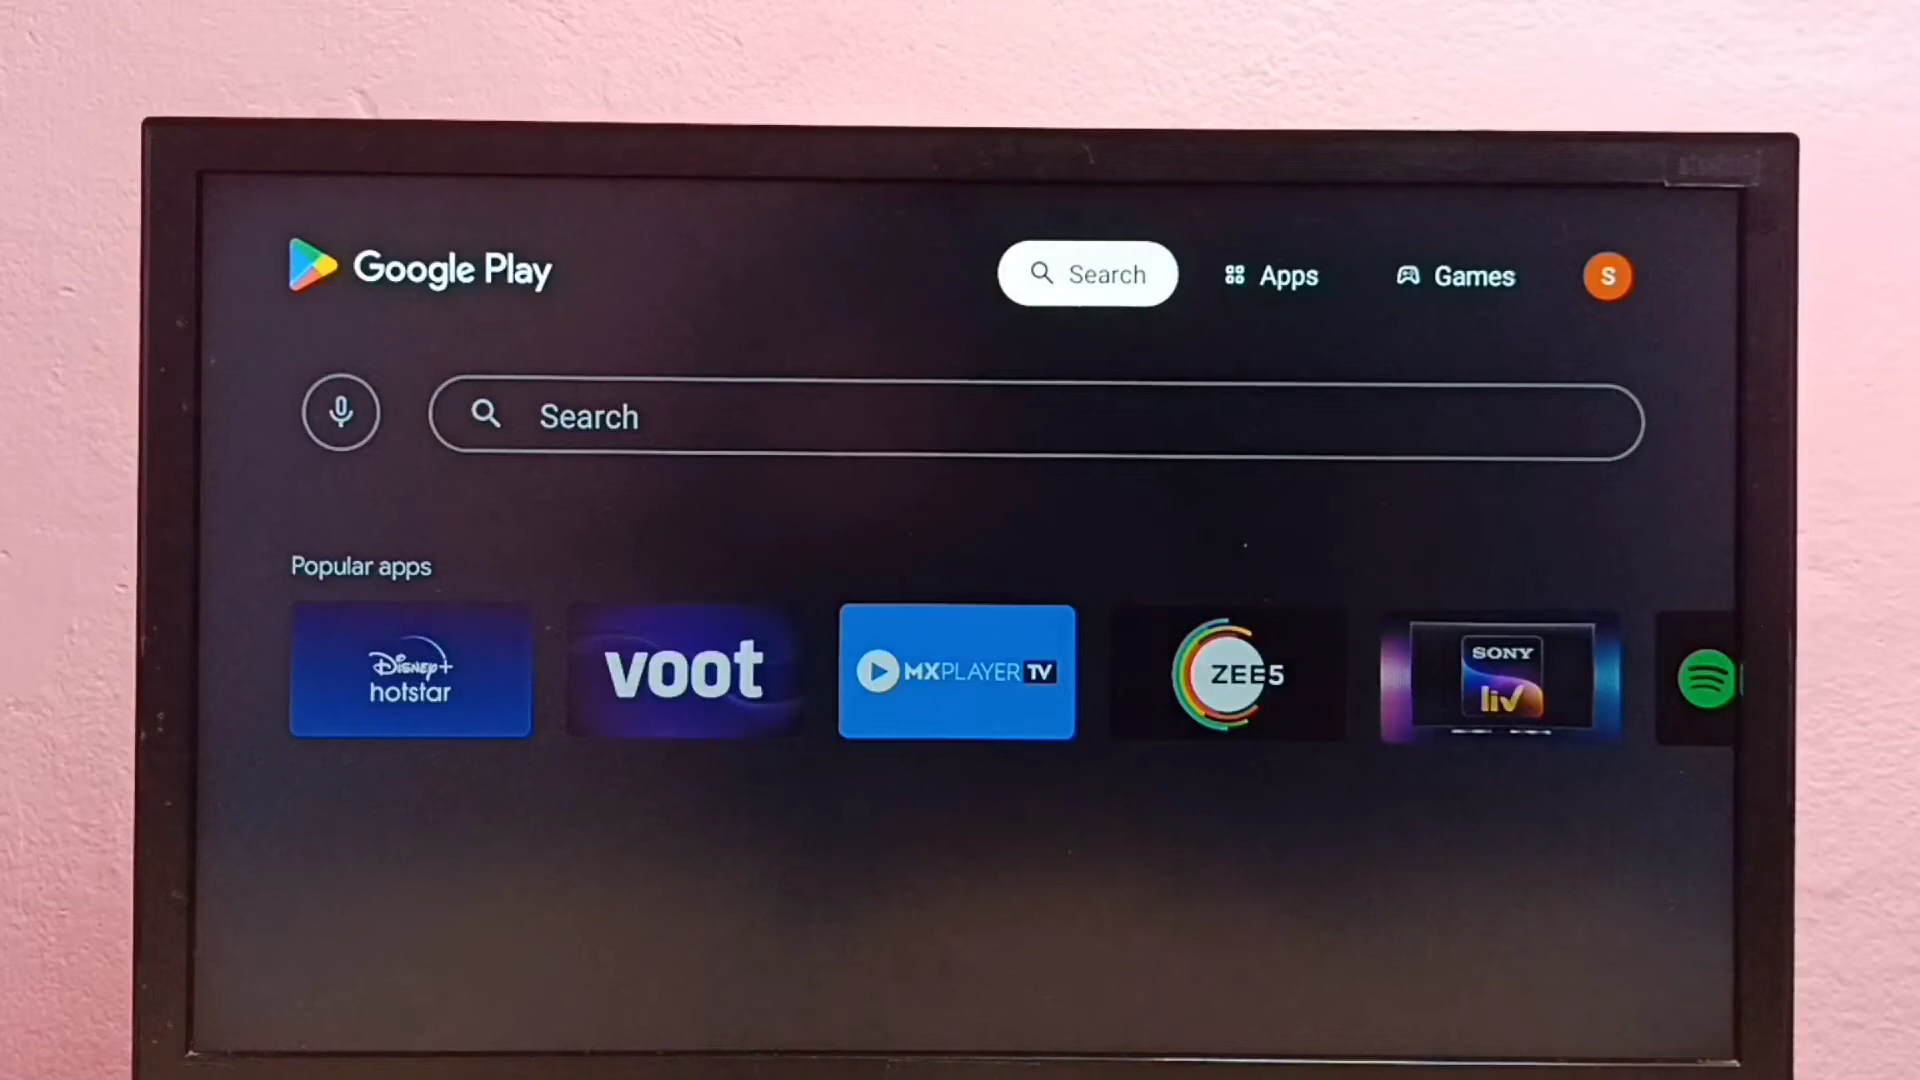 Google Play
Search
Apps
Games
S
Search
Popular apps
Disney+ hotstar
voot
MXPLAYER TV
ZEE5
SONY liv